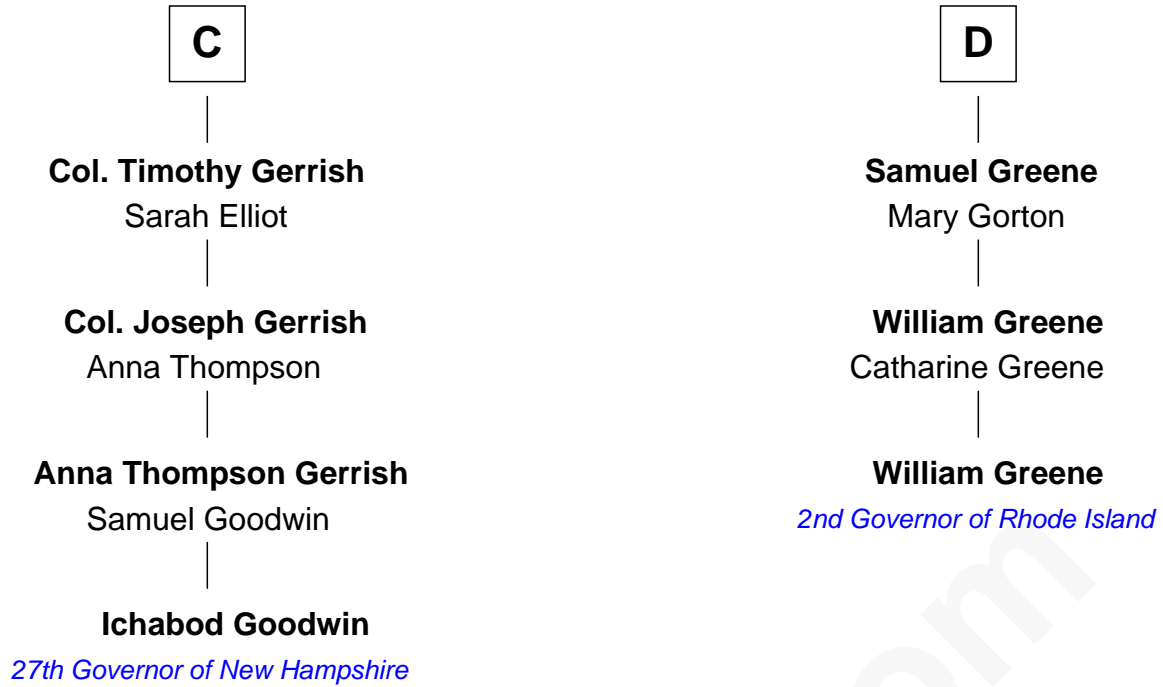 C
Col. Timothy Gerrish
Sarah Elliot
Col. Joseph Gerrish
Anna Thompson
Anna Thompson Gerrish
Samuel Goodwin
Ichabod Goodwin
27th Governor of New Hampshire
D
Samuel Greene
Mary Gorton
William Greene
Catharine Greene
William Greene
2nd Governor of Rhode Island
om